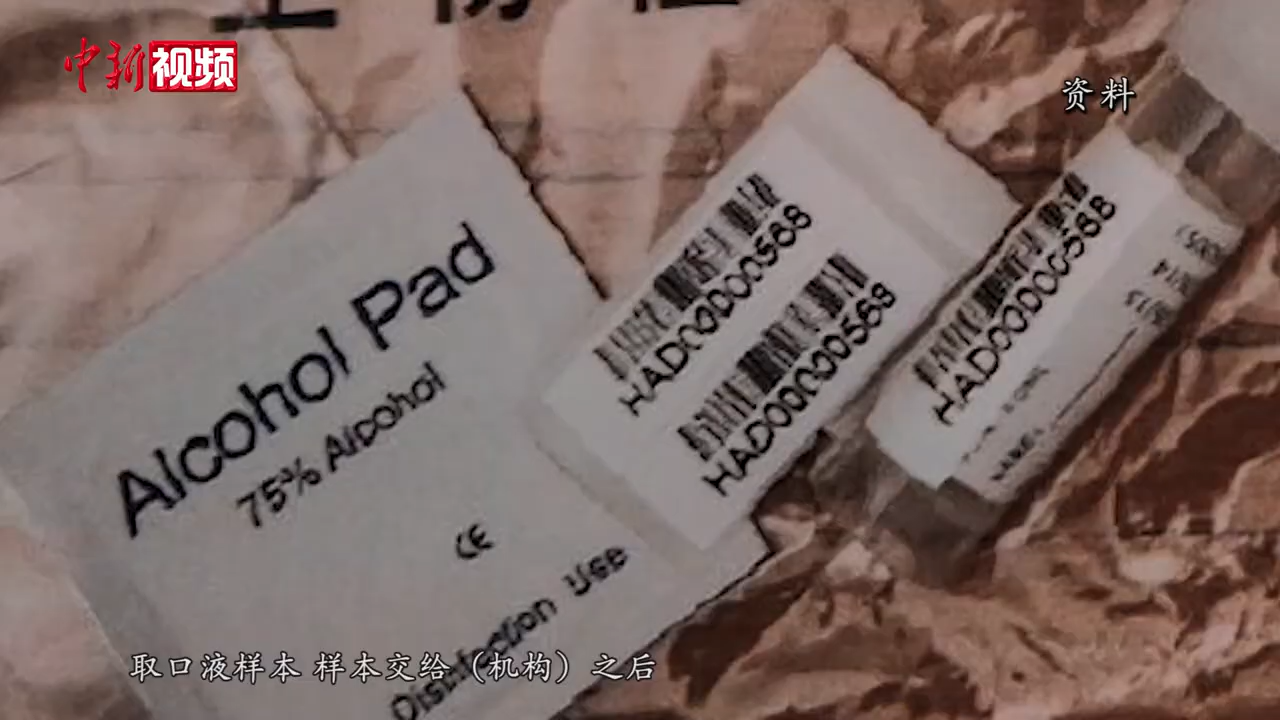 中新视频
资料
Alcohol Pad
75% Alcohol
CE
Disinfection Use
HAD00000568
HAD00000568
HAD00000568
取口液样本 样本交给（机构）之后